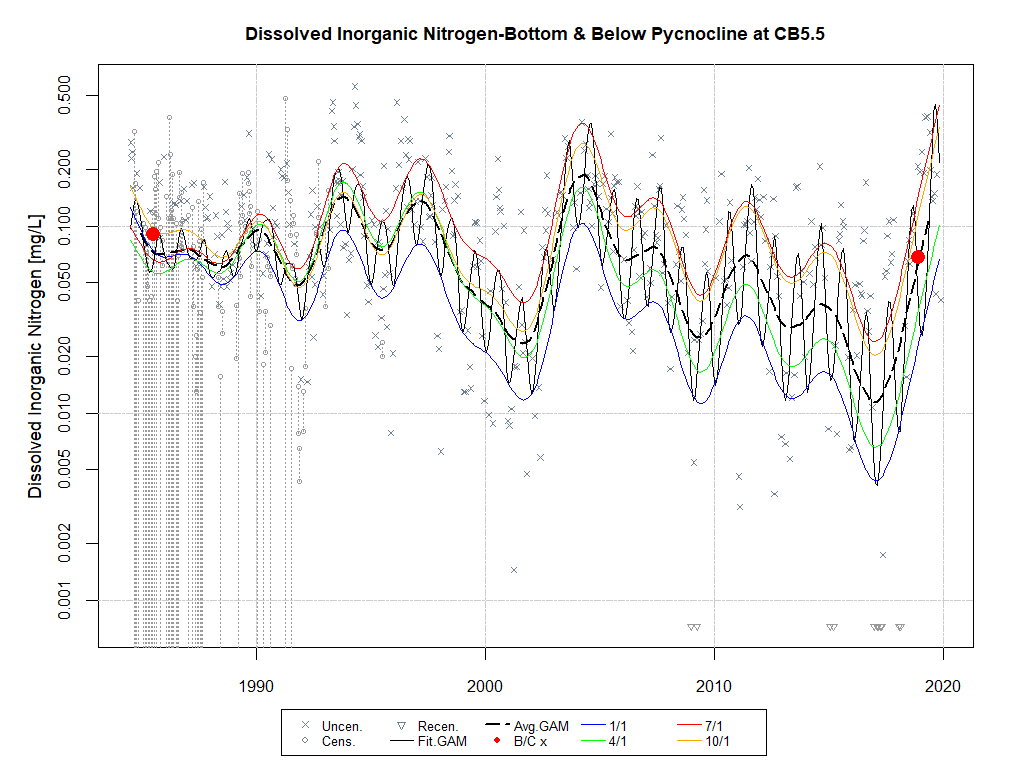 Dissolved Inorganic Nitrogen-Bottom & Below Pycnocline at CB5.5
Dissolved Inorganic Nitrogen [mg/L]
0.500
0.200
0.100
0.050
0.020
0.010
0.005
0.002
0.001
1990 2000 2010 2020
Uncen. Recen. Avg.GAM 1/1 7/1
Cens. Fit.GAM B/C x 4/1 10/1